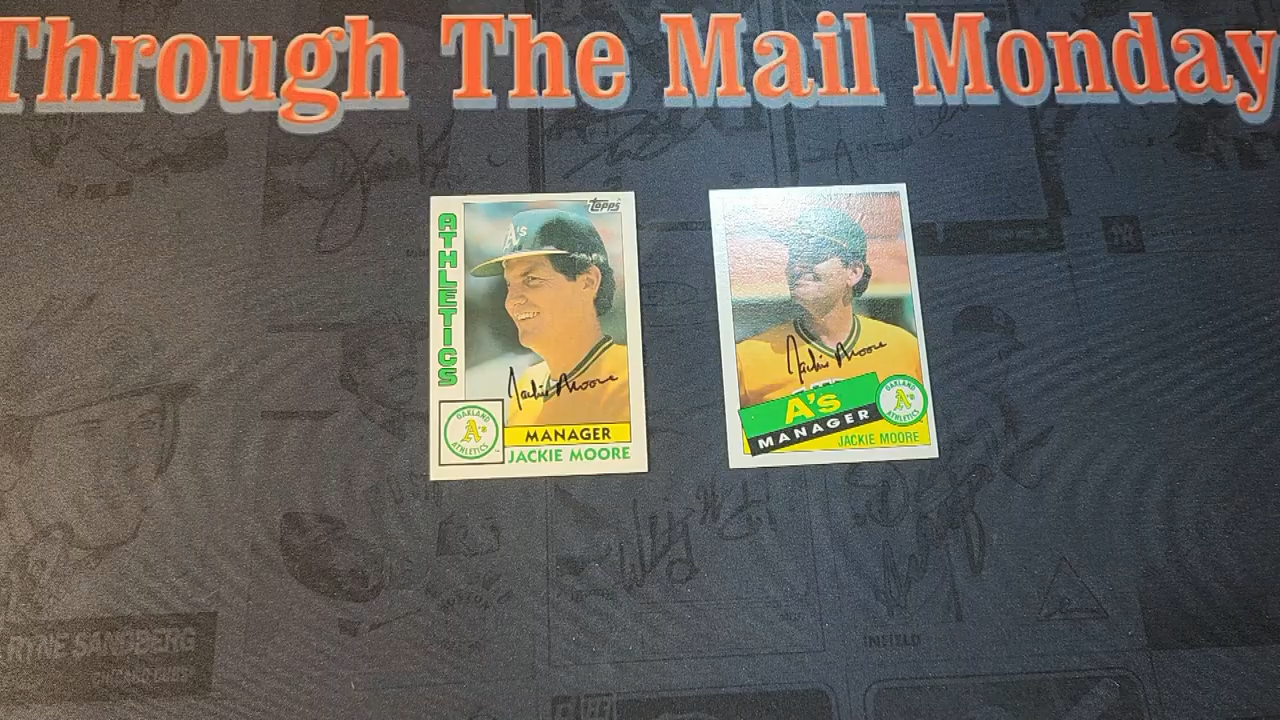 Through The Mail Monday
ATHLETICS
Topps
A's
Jackie Moore
OAKLAND
A's
ATHLETICS
MANAGER
JACKIE MOORE
Jackie Moore
A's
MANAGER
OAKLAND
A's
ATHLETICS
JACKIE MOORE
RYNE SANDBERG
INFIELD